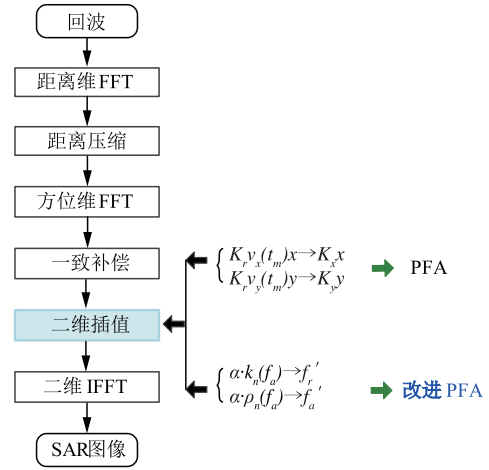 回波
距离维FFT
距离压缩
方位维FFT
一致补偿
K_r v_x(t_m)x→K_x x
K_r v_y(t_m)y→K_y y
PFA
二维插值
α·k_n(f_a)→f_r′
α·ρ_n(f_a)→f_a′
改进PFA
二维IFFT
SAR图像